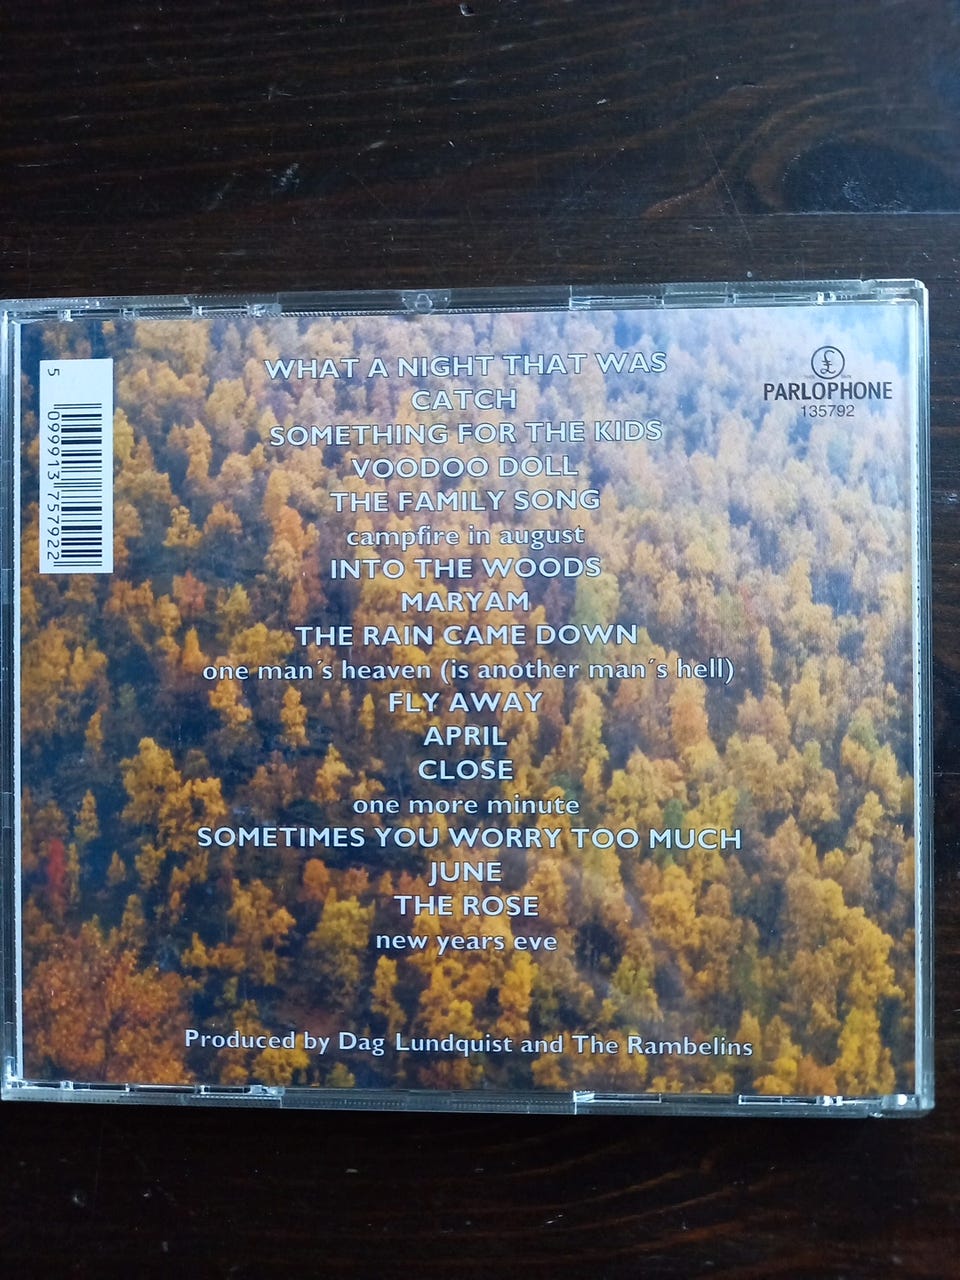 WHAT A NIGHT THAT WAS
CATCH
SOMETHING FOR THE KIDS
VOODOO DOLL
THE FAMILY SONG
campfire in august
INTO THE WOODS
MARYAM
THE RAIN CAME DOWN
one man´s heaven (is another man´s hell)
FLY AWAY
APRIL
CLOSE
one more minute
SOMETIMES YOU WORRY TOO MUCH
JUNE
THE ROSE
new years eve
Produced by Dag Lundquist and The Rambelins
£
PARLOPHONE
135792
5 099913 757922